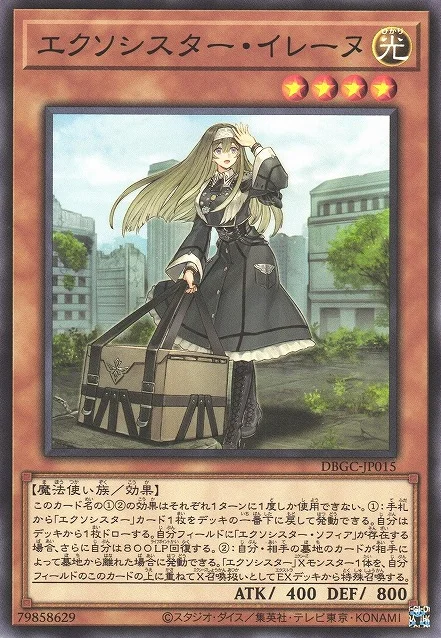 エクソシスター・イレーヌ
光
DBGC-JP015
【魔法使い族／効果】
このカード名の①②の効果はそれぞれ1ターンに1度しか使用できない。①：手札
から「エクソシスター」カード1枚をデッキの一番下に戻して発動できる。自分は
デッキから1枚ドローする。自分フィールドに「エクソシスター・ソフィア」が存在する
場合、さらに自分は８００ＬＰ回復する。②：自分・相手の墓地のカードが相手によ
って墓地から離れた場合に発動できる。「エクソシスター」Xモンスター1体を、自分
フィールドのこのカードの上に重ねてX召喚扱いとしてEXデッキから特殊召喚する。
ATK/ 400 DEF/ 800
79858629
©スタジオ・ダイス／集英社・テレビ東京・KONAMI